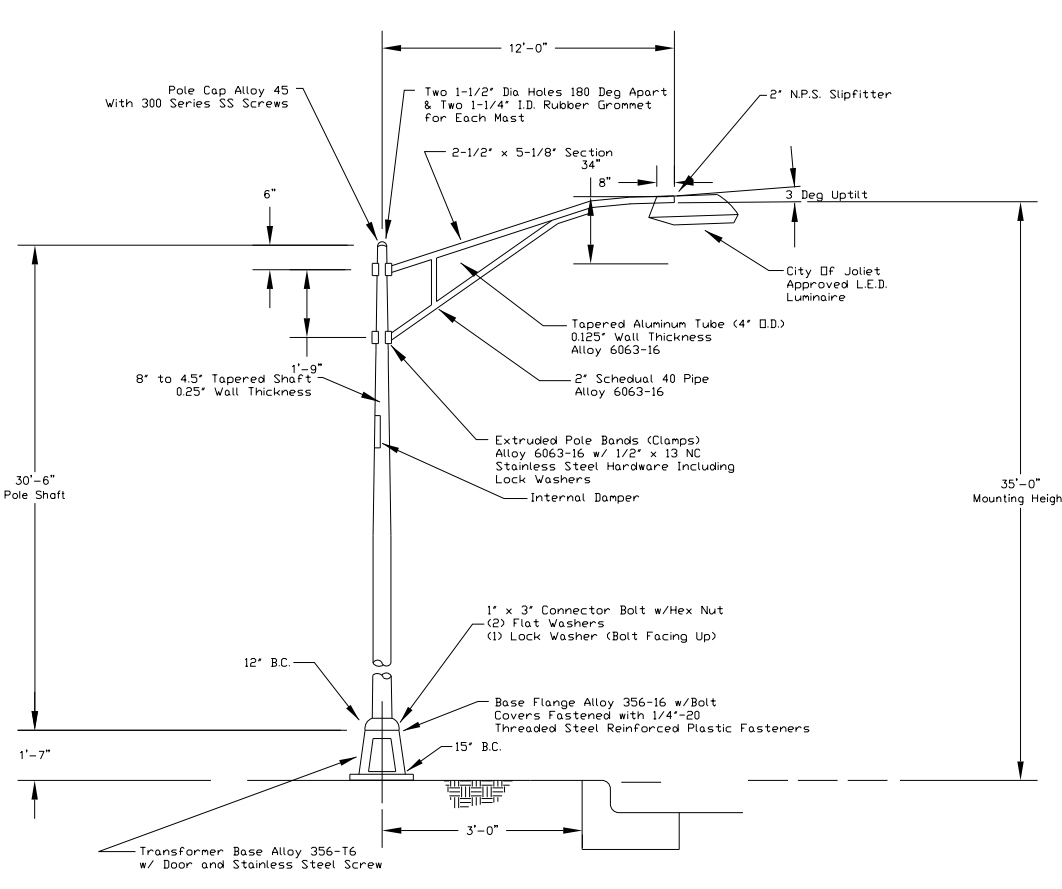 12'-0"
Pole Cap Alloy 45
With 300 Series SS Screws
Two 1-1/2" Dia Holes 180 Deg Apart
& Two 1-1/4" I.D. Rubber Grommet
for Each Mast
2" N.P.S. Slipfitter
2-1/2" x 5-1/8" Section
34"
8"
6"
3 Deg Uptilt
City Of Joliet
Approved L.E.D.
Luminaire
Tapered Aluminum Tube (4" O.D.)
0.125" Wall Thickness
Alloy 6063-16
1'-9"
8" to 4.5" Tapered Shaft
0.25" Wall Thickness
2" Schedual 40 Pipe
Alloy 6063-16
Extruded Pole Bands (Clamps)
Alloy 6063-16 w/ 1/2" x 13 NC
Stainless Steel Hardware Including
Lock Washers
Internal Damper
30'-6"
Pole Shaft
35'-0"
Mounting Heigh
1" x 3" Connector Bolt w/Hex Nut
(2) Flat Washers
(1) Lock Washer (Bolt Facing Up)
12" B.C.
Base Flange Alloy 356-16 w/Bolt
Covers Fastened with 1/4"-20
Threaded Steel Reinforced Plastic Fasteners
15" B.C.
1'-7"
3'-0"
Transformer Base Alloy 356-T6
w/ Door and Stainless Steel Screw